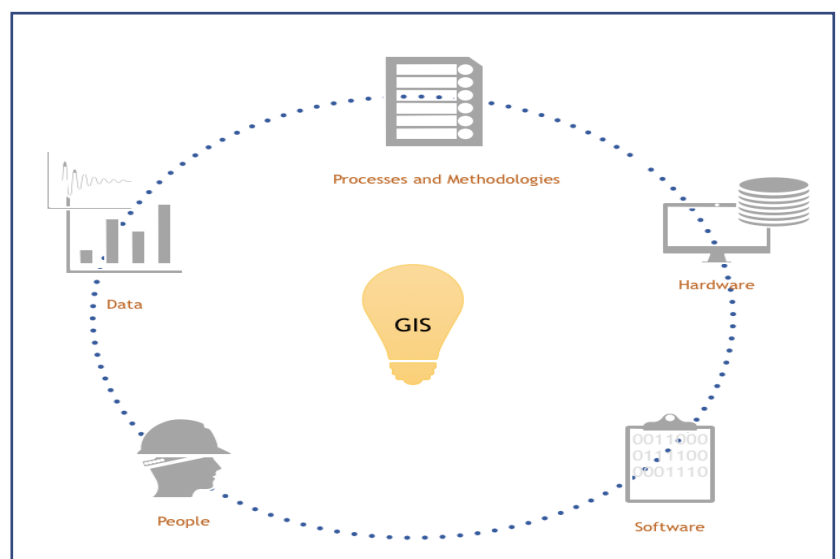 Processes and Methodologies
Hardware
Data
GIS
0011000
0111100
0001110
People
Software